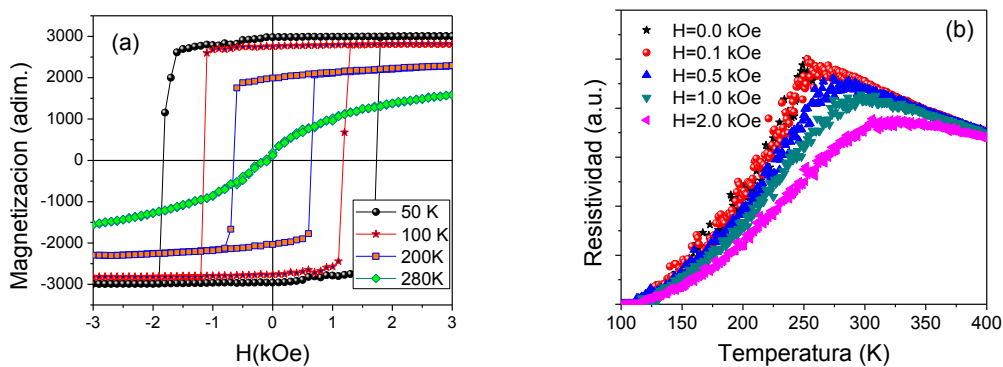 (a)
Magnetizacion (adim.)
3000
2000
1000
0
-1000
-2000
-3000
-3 -2 -1 0 1 2 3
H(kOe)
50 K
100 K
200K
280K
(b)
Resistividad (a.u.)
H=0.0 kOe
H=0.1 kOe
H=0.5 kOe
H=1.0 kOe
H=2.0 kOe
100 150 200 250 300 350 400
Temperatura (K)